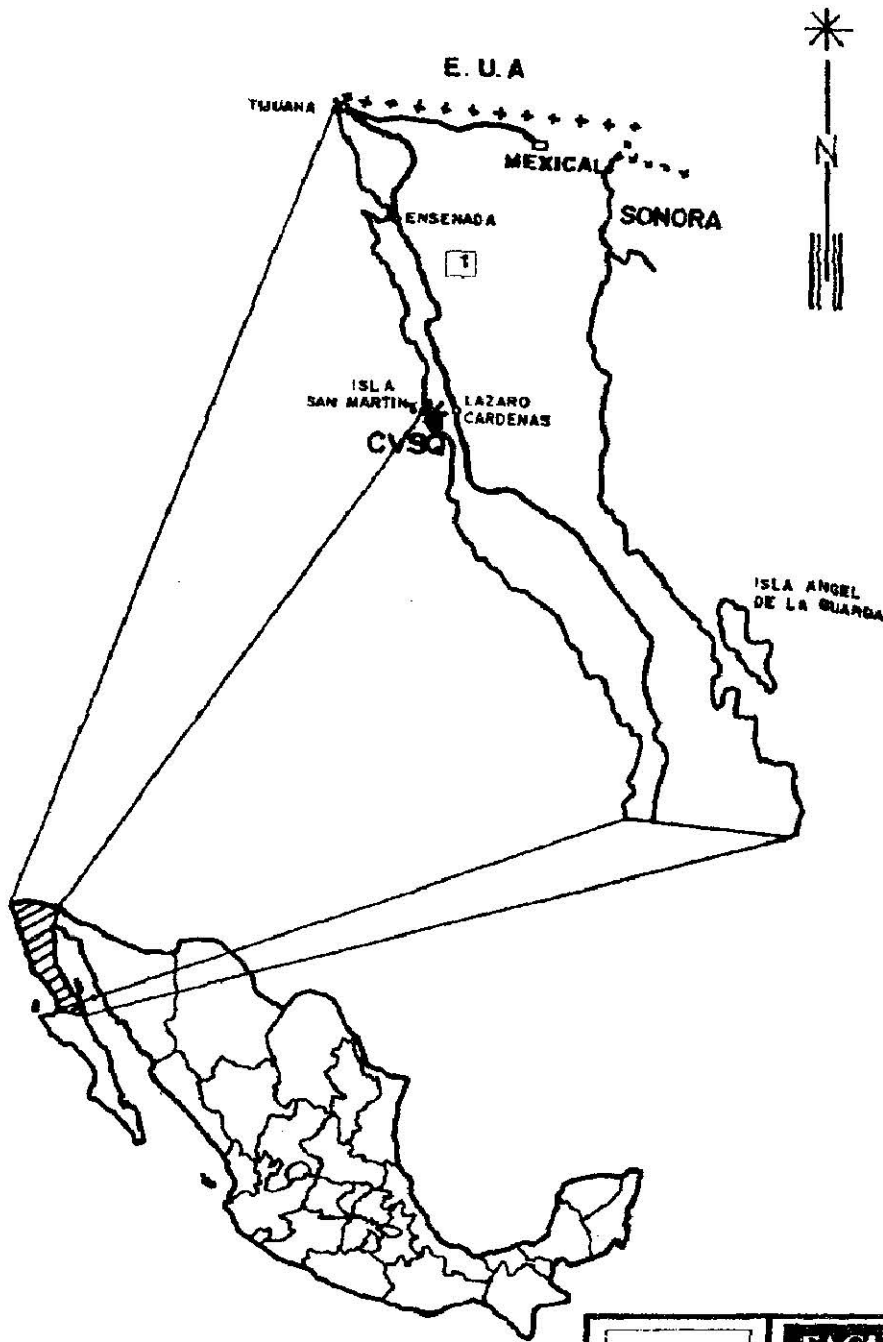 E.U.A
TIJUANA
MEXICALI
N
SONORA
ENSENADA
1
ISLA
SAN MARTIN
LAZARO
CARDENAS
CVSQ
ISLA ANGEL
DE LA GUARDA